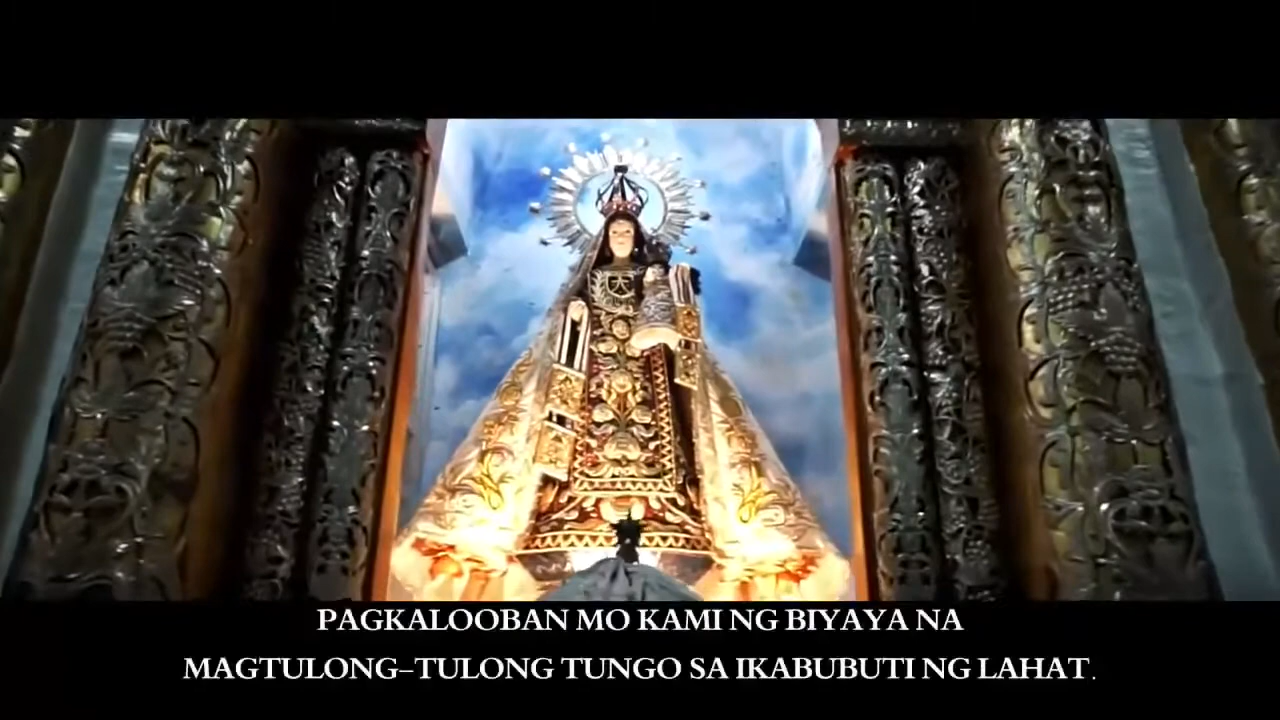 PAGKALOOBAN MO KAMI NG BIYAYA NA
MAGTULONG-TULONG TUNGO SA IKABUBUTI NG LAHAT.